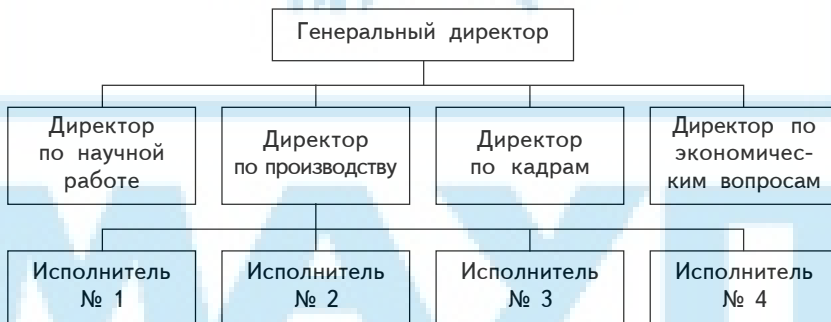 Генеральный директор
Директор
по научной
работе
Директор
по производству
Директор
по кадрам
Директор по
экономичес-
ким вопросам
Исполнитель
№ 1
Исполнитель
№ 2
Исполнитель
№ 3
Исполнитель
№ 4